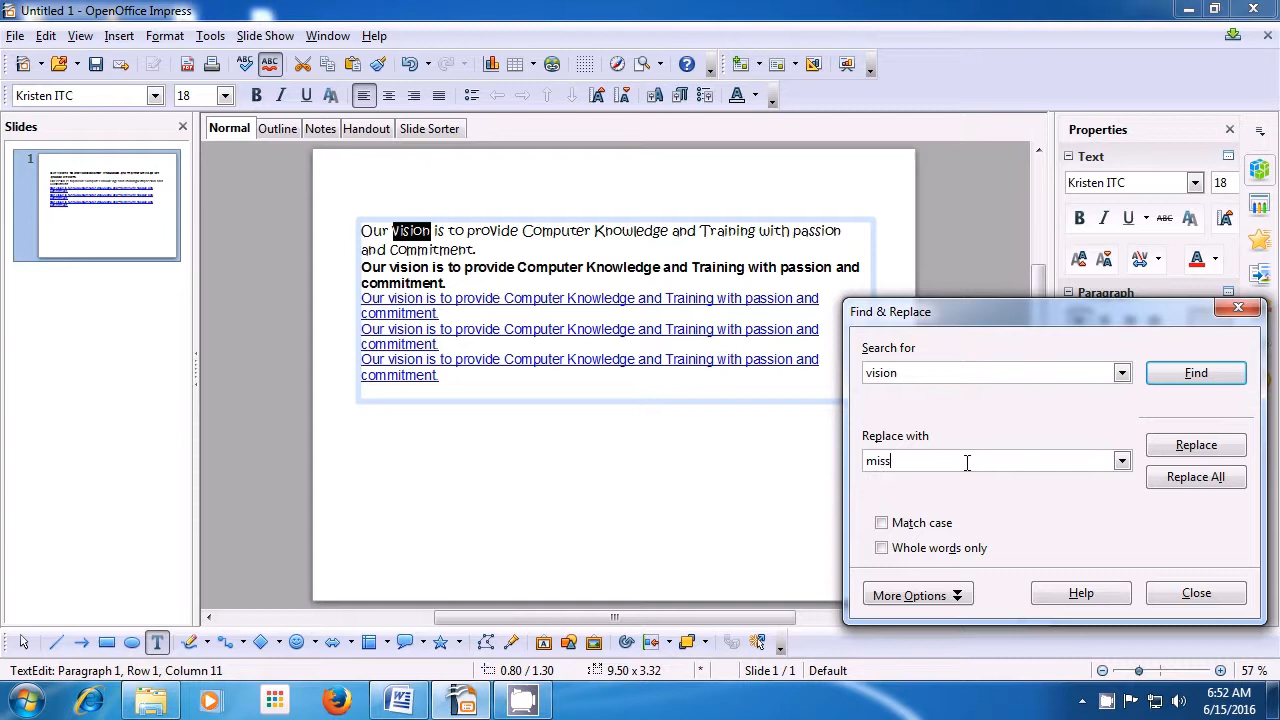 Untitled 1 - OpenOffice Impress
File Edit View Insert Format Tools Slide Show Window Help
Kristen ITC 18
Slides
Normal Outline Notes Handout Slide Sorter
Properties
1
Text
Kristen ITC 18
Our vision is to provide Computer Knowledge and Training with passion
and Commitment.
Our vision is to provide Computer Knowledge and Training with passion and
commitment.
Our vision is to provide Computer Knowledge and Training with passion and
commitment.
Our vision is to provide Computer Knowledge and Training with passion and
commitment.
Our vision is to provide Computer Knowledge and Training with passion and
commitment.
Paragraph
Find & Replace
Search for
vision
Find
Replace with
miss
Replace
Replace All
Match case
Whole words only
More Options
Help
Close
TextEdit: Paragraph 1, Row 1, Column 11
0.80 / 1.30
9.50 x 3.32
*
Slide 1 / 1
Default
57 %
6:52 AM
6/15/2016